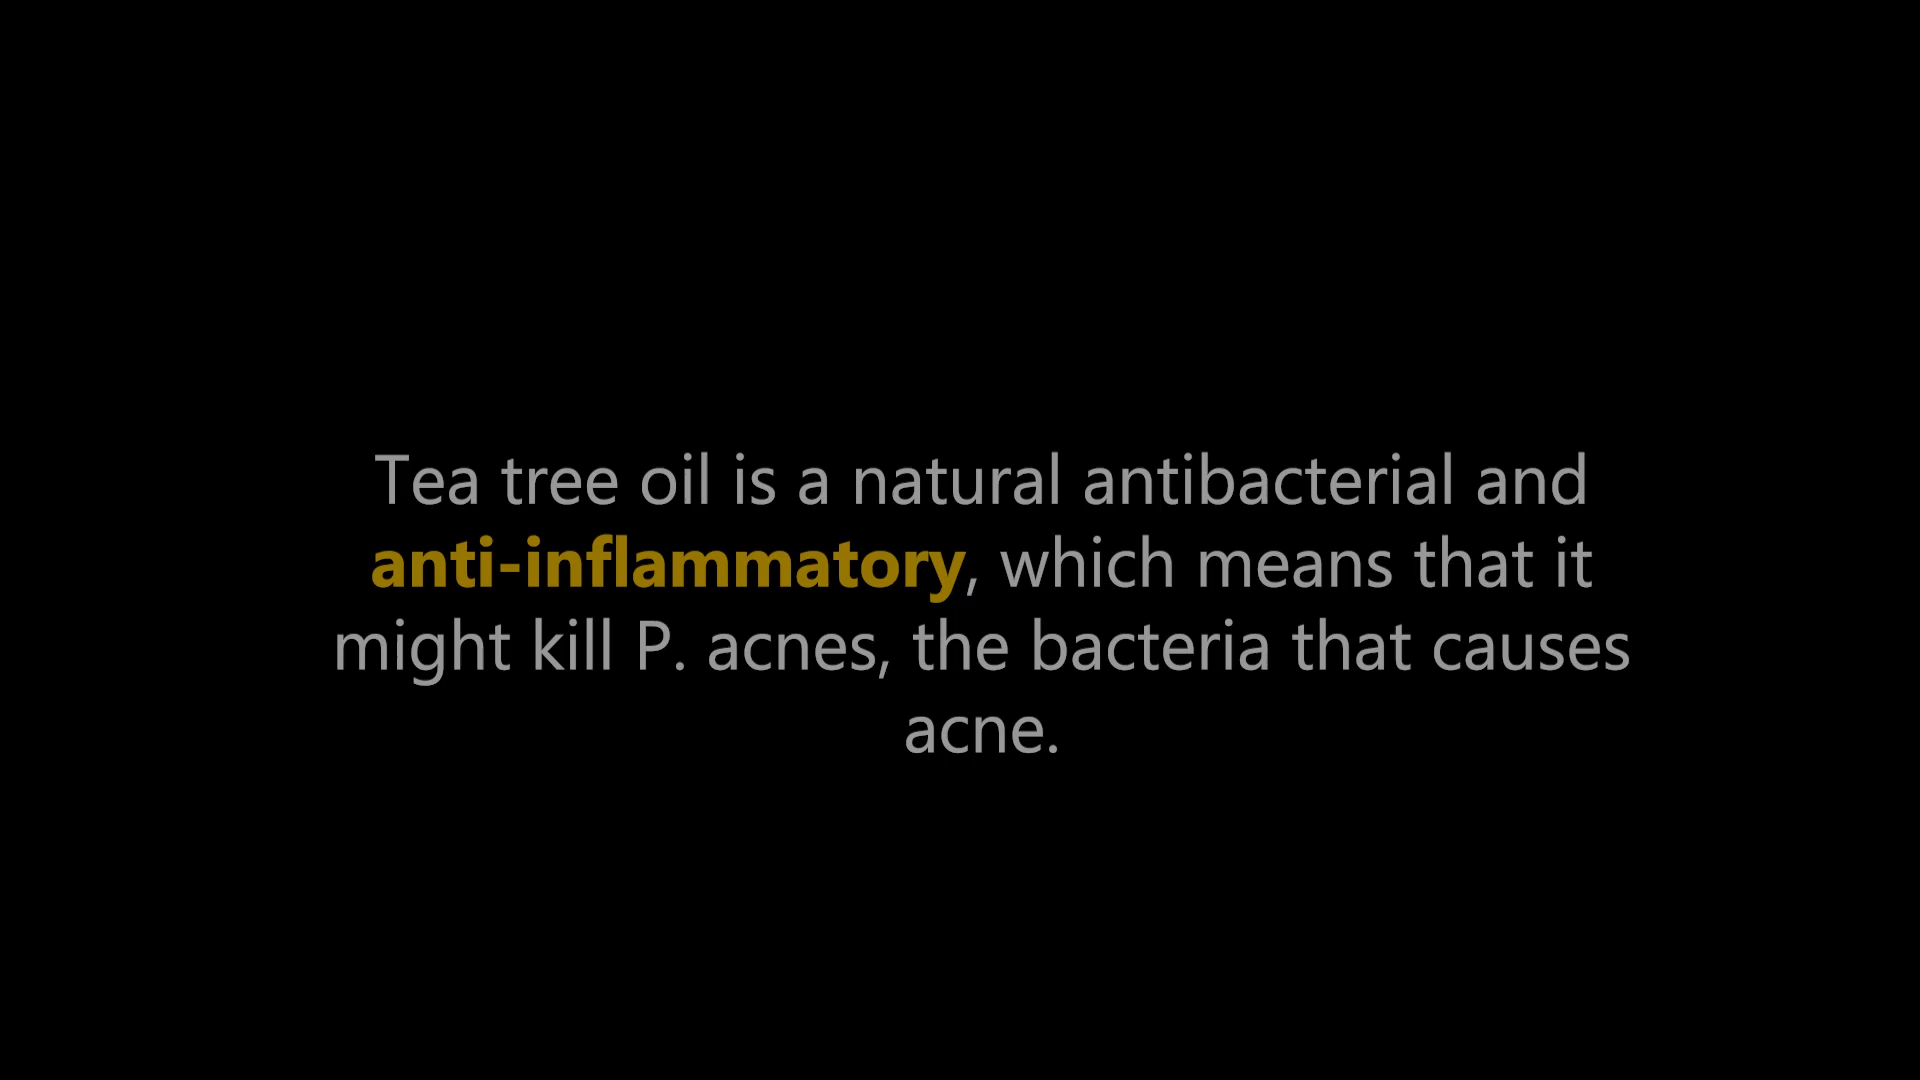 Tea tree oil is a natural antibacterial and
anti-inflammatory, which means that it
might kill P. acnes, the bacteria that causes
acne.